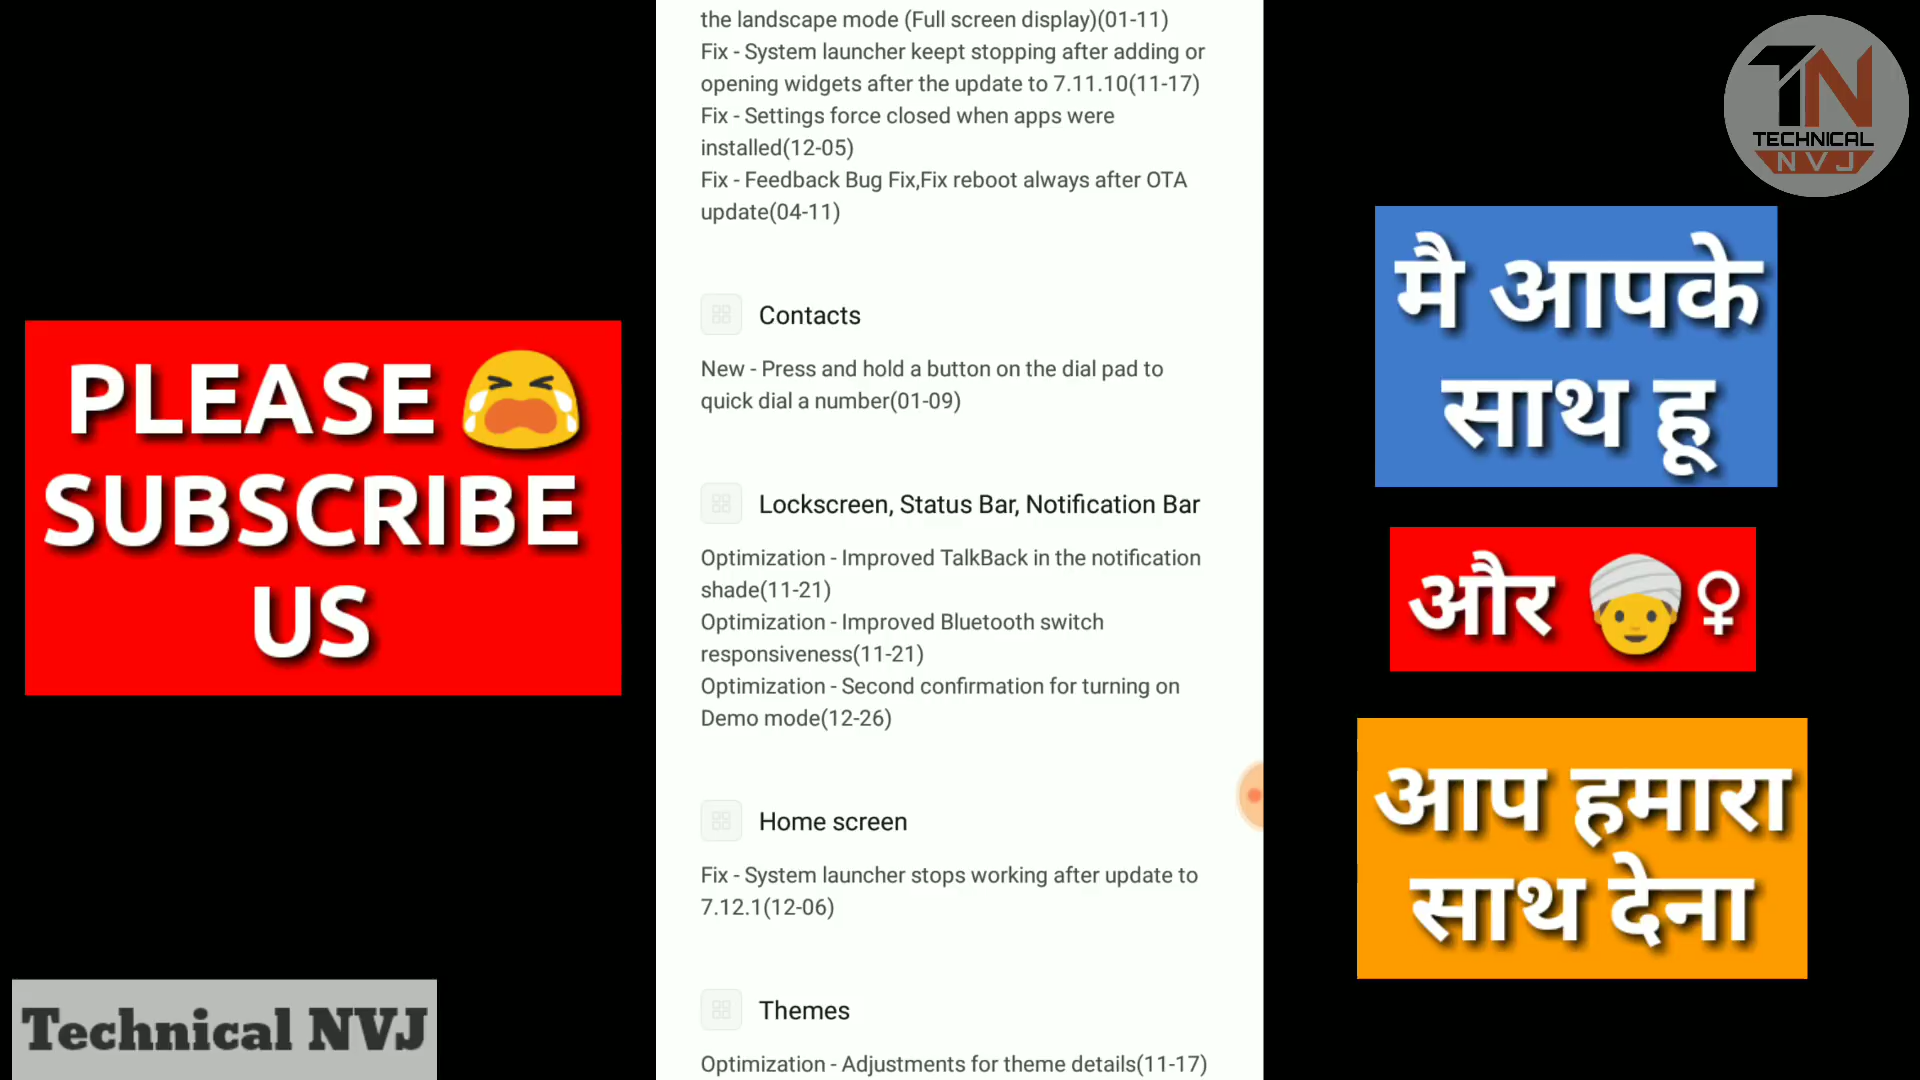 the landscape mode (Full screen display)(01-11)
Fix - System launcher keept stopping after adding or
opening widgets after the update to 7.11.10(11-17)
Fix - Settings force closed when apps were
installed(12-05)
Fix - Feedback Bug Fix,Fix reboot always after OTA
update(04-11)
Contacts
New - Press and hold a button on the dial pad to
quick dial a number(01-09)
Lockscreen, Status Bar, Notification Bar
Optimization - Improved TalkBack in the notification
shade(11-21)
Optimization - Improved Bluetooth switch
responsiveness(11-21)
Optimization - Second confirmation for turning on
Demo mode(12-26)
Home screen
Fix - System launcher stops working after update to
7.12.1(12-06)
Themes
Optimization - Adjustments for theme details(11-17)
PLEASE
SUBSCRIBE
US
Technical NVJ
TN
TECHNICAL
NVJ
मै आपके
साथ हू
और
आप हमारा
साथ देना